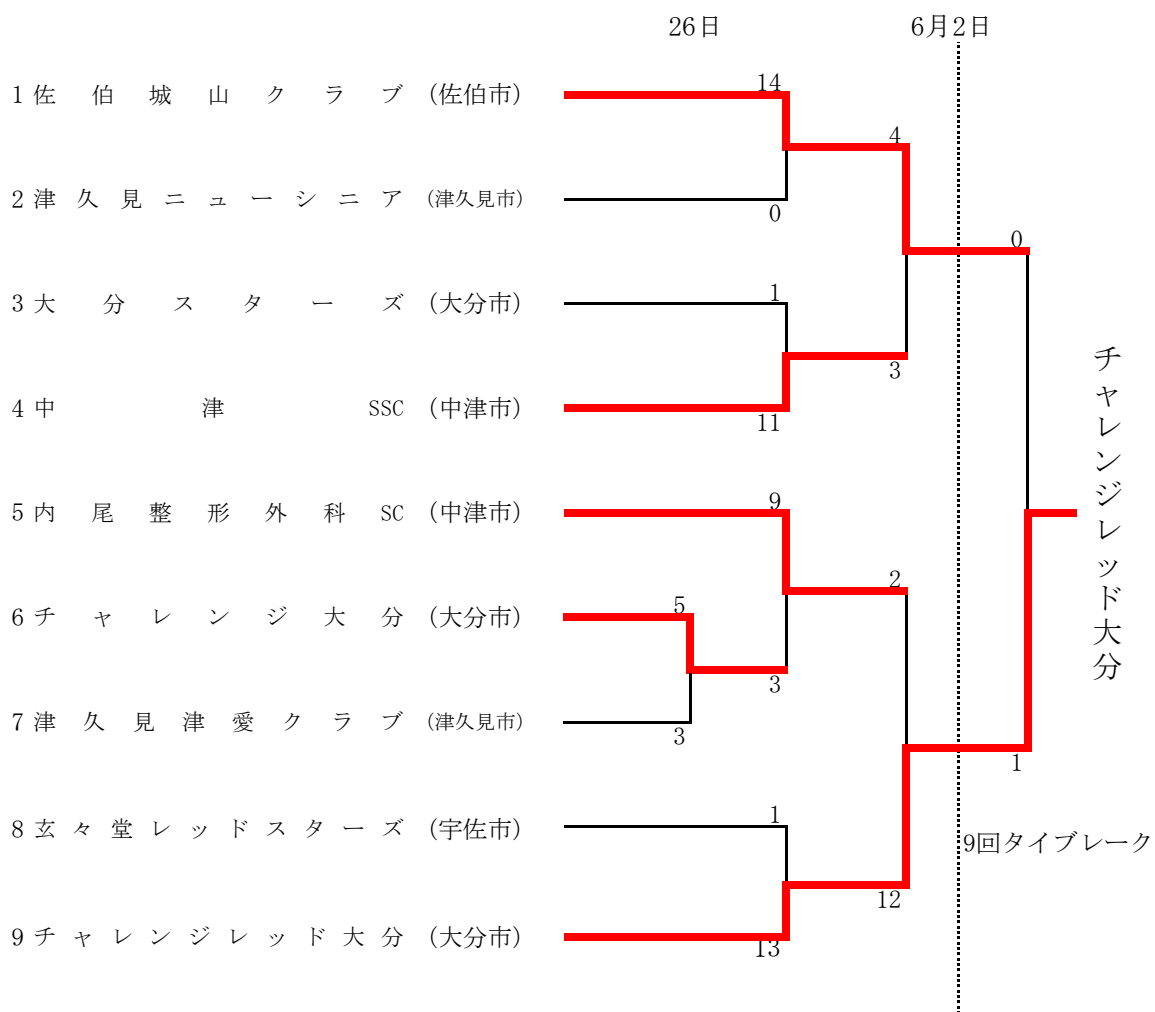 26日 6月2日
14
1 佐伯城山クラブ (佐伯市)
4
2 津久見ニューシニア (津久見市)
0
0
1
3 大分スターズ (大分市)
3
4 中津SSC (中津市)
11
チャレンジレッド大分
9
5 内尾整形外科SC (中津市)
2
5
6 チャレンジ大分 (大分市)
3
7 津久見津愛クラブ (津久見市)
3
1
1
8 玄々堂レッドスターズ (宇佐市)
9回タイブレーク
12
9 チャレンジレッド大分 (大分市)
13